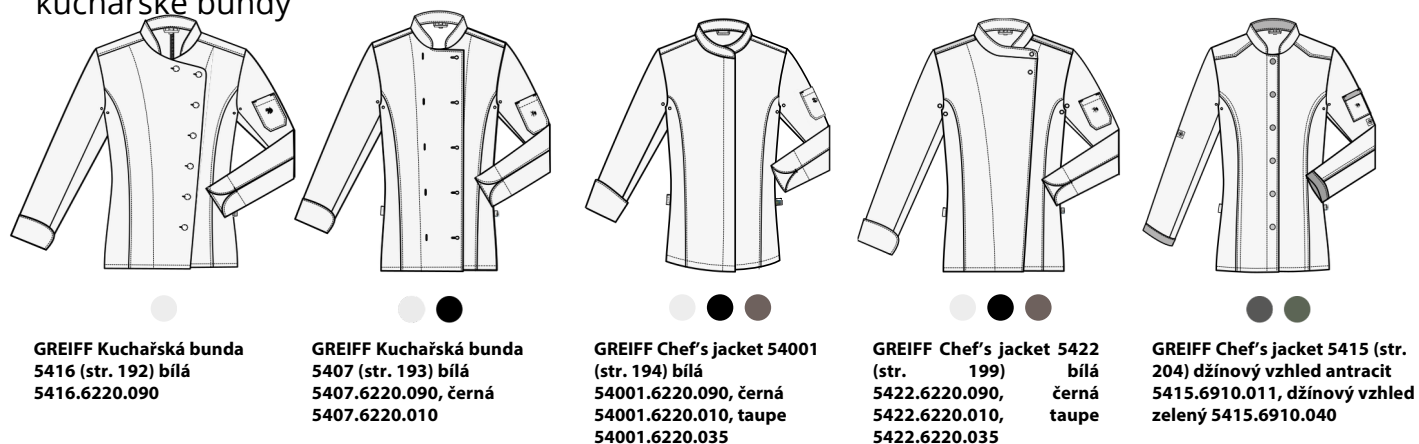 kuchařské bundy
GREIFF Kuchařská bunda
5416 (str. 192) bílá
5416.6220.090
GREIFF Kuchařská bunda
5407 (str. 193) bílá
5407.6220.090, černá
5407.6220.010
GREIFF Chef’s jacket 54001
(str. 194) bílá
54001.6220.090, černá
54001.6220.010, taupe
54001.6220.035
GREIFF Chef’s jacket 5422
(str. 199) bílá
5422.6220.090, černá
5422.6220.010, taupe
5422.6220.035
GREIFF Chef’s jacket 5415 (str.
204) džínový vzhled antracit
5415.6910.011, džínový vzhled
zelený 5415.6910.040